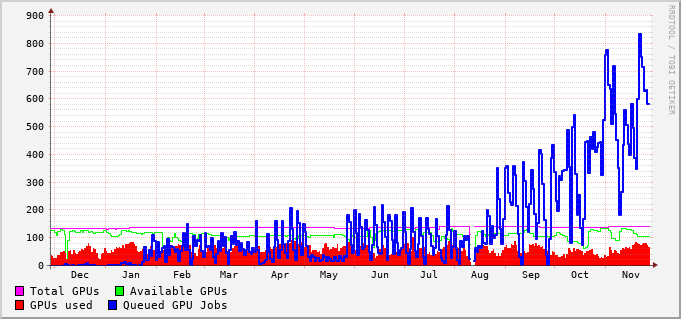 900
800
700
600
500
400
300
200
100
0
Dec Jan Feb Mar Apr May Jun Jul Aug Sep Oct Nov
Total GPUs Available GPUs
GPUs used Queued GPU Jobs
RRDTOOL / TOBI OETIKER